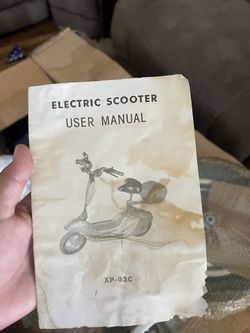 ELECTRIC SCOOTER
USER MANUAL
XP-03C